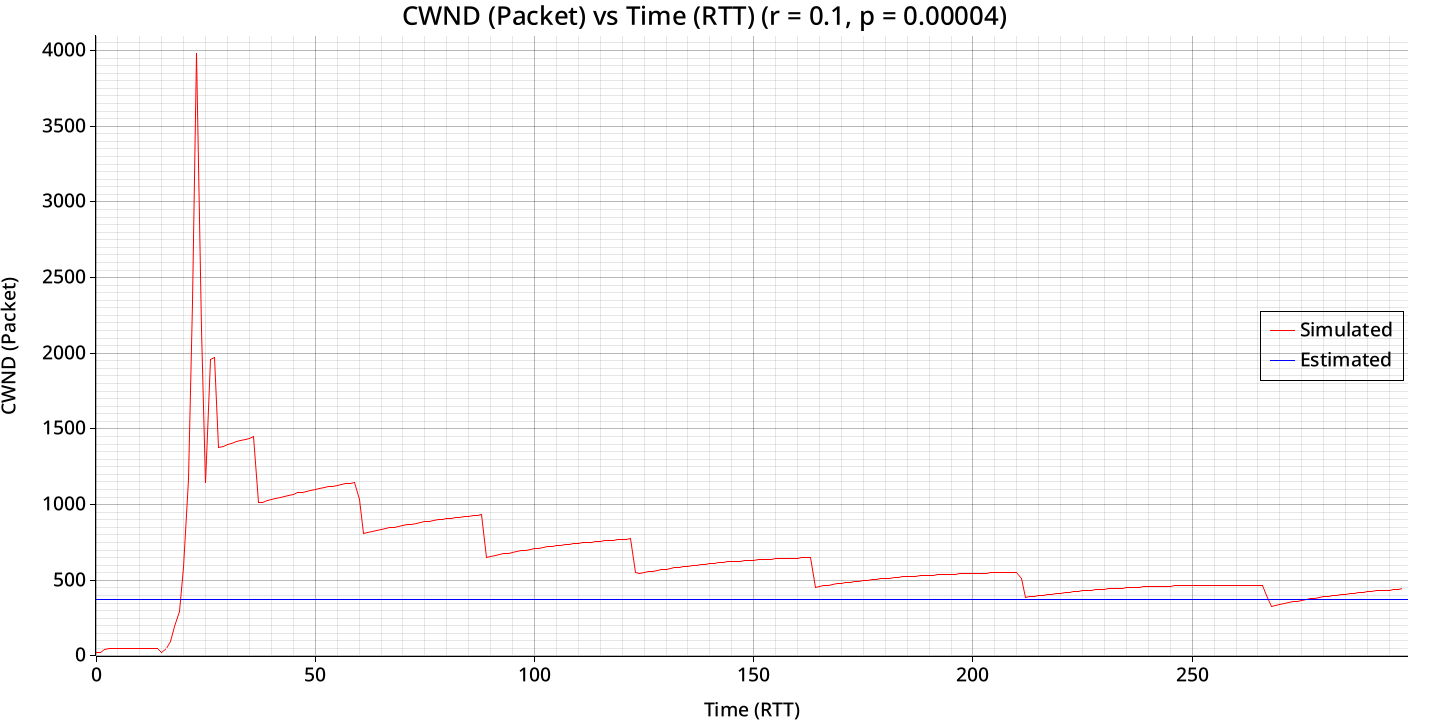 CWND (Packet) vs Time (RTT) (r = 0.1, p = 0.00004)
CWND (Packet)
4000
3500
3000
2500
2000
1500
1000
500
0
Simulated
Estimated
0 50 100 150 200 250
Time (RTT)